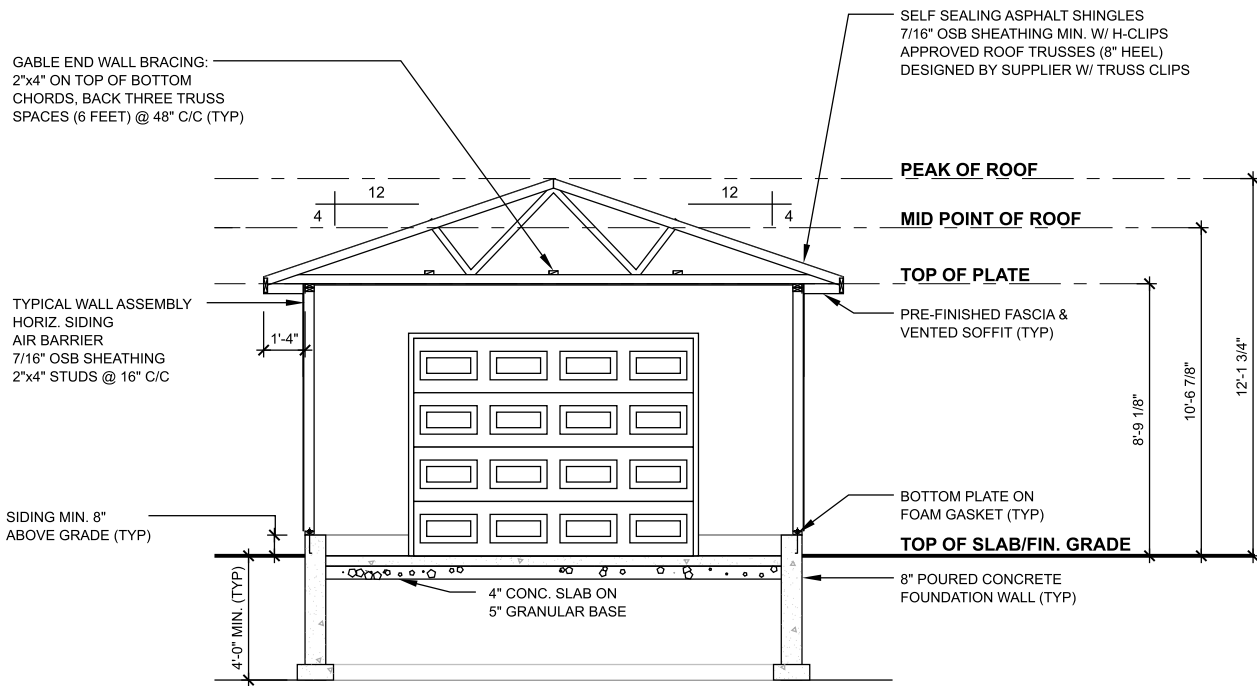 SELF SEALING ASPHALT SHINGLES
7/16" OSB SHEATHING MIN. W/ H-CLIPS
APPROVED ROOF TRUSSES (8" HEEL)
DESIGNED BY SUPPLIER W/ TRUSS CLIPS
GABLE END WALL BRACING:
2"x4" ON TOP OF BOTTOM
CHORDS, BACK THREE TRUSS
SPACES (6 FEET) @ 48" C/C (TYP)
PEAK OF ROOF
12
4
12
4
MID POINT OF ROOF
TOP OF PLATE
TYPICAL WALL ASSEMBLY
HORIZ. SIDING
AIR BARRIER
7/16" OSB SHEATHING
2"x4" STUDS @ 16" C/C
1'-4"
PRE-FINISHED FASCIA &
VENTED SOFFIT (TYP)
8'-9 1/8"
10'-6 7/8"
12'-1 3/4"
SIDING MIN. 8"
ABOVE GRADE (TYP)
BOTTOM PLATE ON
FOAM GASKET (TYP)
TOP OF SLAB/FIN. GRADE
4'-0" MIN. (TYP)
4" CONC. SLAB ON
5" GRANULAR BASE
8" POURED CONCRETE
FOUNDATION WALL (TYP)